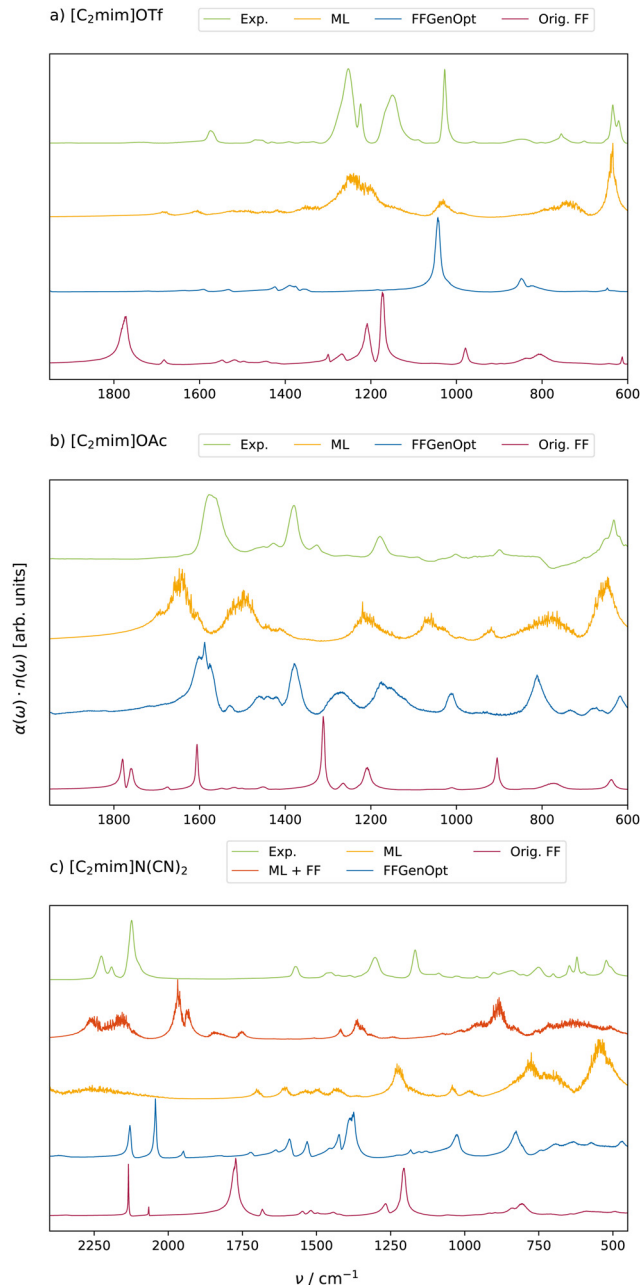 a) [C₂mim]OTf
Exp. ML FFGenOpt Orig. FF
1800 1600 1400 1200 1000 800 600
b) [C₂mim]OAc
Exp. ML FFGenOpt Orig. FF
α(ω) · n(ω) [arb. units]
1800 1600 1400 1200 1000 800 600
c) [C₂mim]N(CN)₂
Exp. ML Orig. FF
ML + FF FFGenOpt
2250 2000 1750 1500 1250 1000 750 500
ν / cm⁻¹